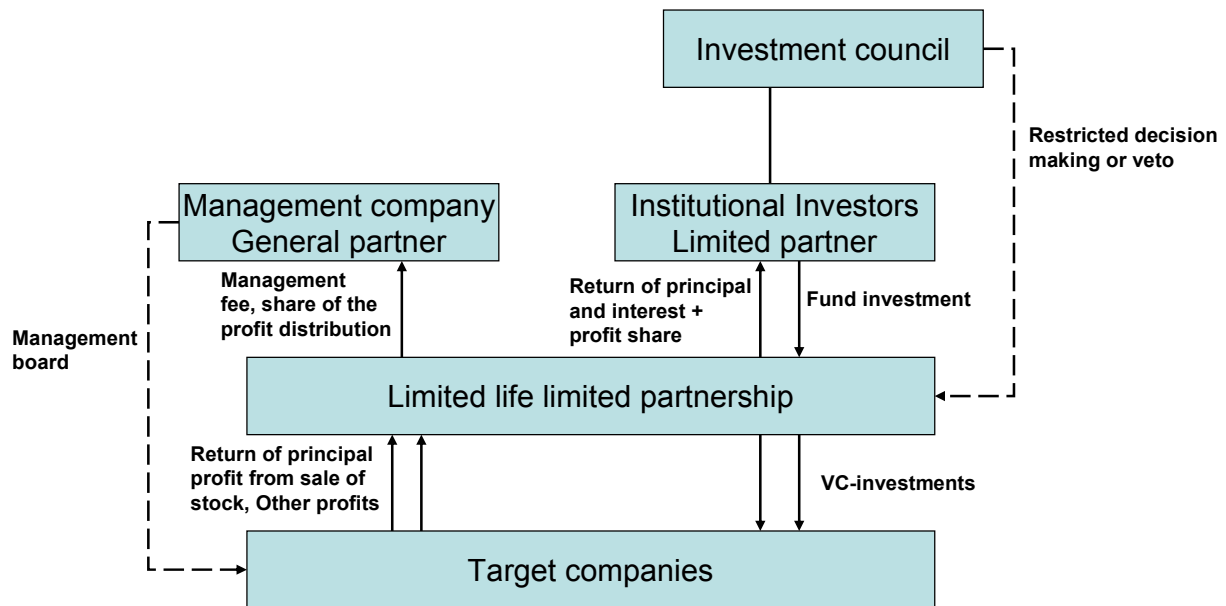 Investment council
Restricted decision
making or veto
Management company
General partner
Institutional Investors
Limited partner
Management
fee, share of the
profit distribution
Return of principal
and interest +
profit share
Fund investment
Management
board
Limited life limited partnership
Return of principal
profit from sale of
stock, Other profits
VC-investments
Target companies